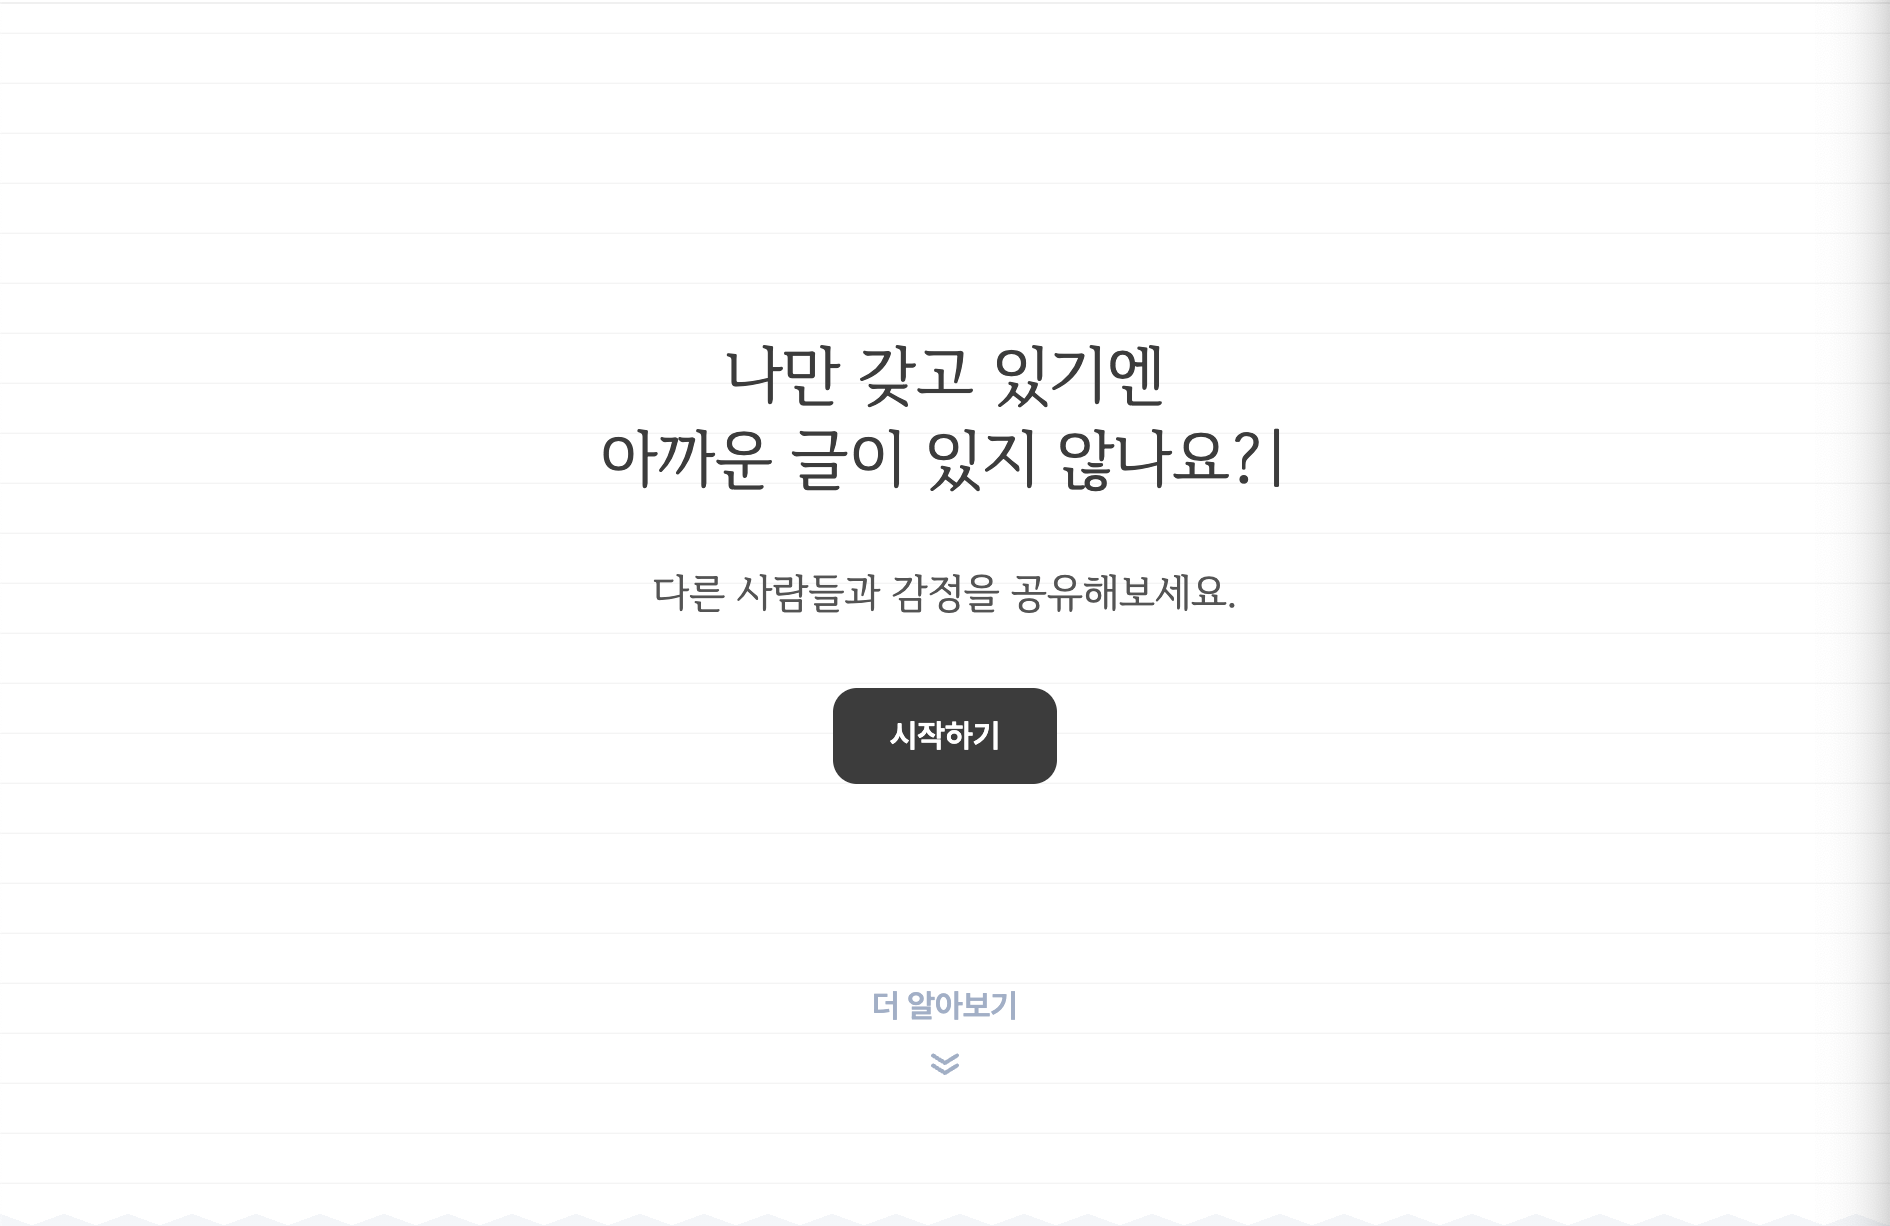 나만 갖고 있기엔
아까운 글이 있지 않나요?|
다른 사람들과 감정을 공유해보세요.
시작하기
더 알아보기